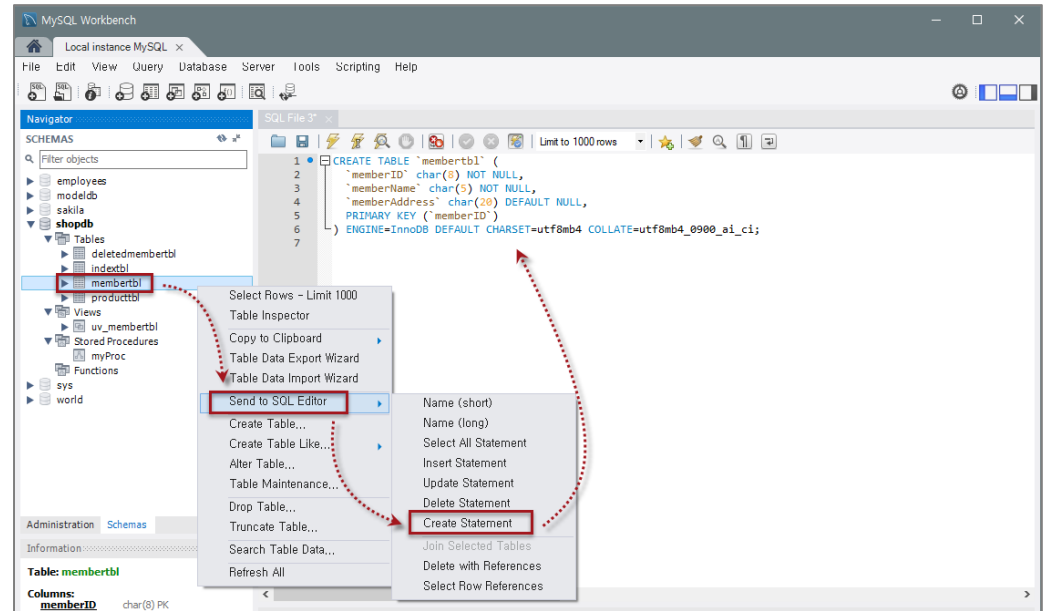 MySQL Workbench
Local instance MySQL
File Edit View Query Database Server Tools Scripting Help
Navigator
SQL File 3*
SCHEMAS
Limit to 1000 rows
Filter objects
employees
modeldb
sakila
shopdb
Tables
deletedmembertbl
indextbl
membertbl
producttbl
Views
uv_membertbl
Stored Procedures
myProc
Functions
sys
world
1 CREATE TABLE `membertbl` (
2 `memberID` char(8) NOT NULL,
3 `memberName` char(5) NOT NULL,
4 `memberAddress` char(20) DEFAULT NULL,
5 PRIMARY KEY (`memberID`)
6 ) ENGINE=InnoDB DEFAULT CHARSET=utf8mb4 COLLATE=utf8mb4_0900_ai_ci;
7
Select Rows - Limit 1000
Table Inspector
Copy to Clipboard
Table Data Export Wizard
Table Data Import Wizard
Send to SQL Editor
Create Table...
Create Table Like...
Alter Table...
Table Maintenance...
Drop Table...
Truncate Table...
Search Table Data...
Refresh All
Name (short)
Name (long)
Select All Statement
Insert Statement
Update Statement
Delete Statement
Create Statement
Join Selected Tables
Delete with References
Select Row References
Administration Schemas
Information
Table: membertbl
Columns:
memberID char(8) PK